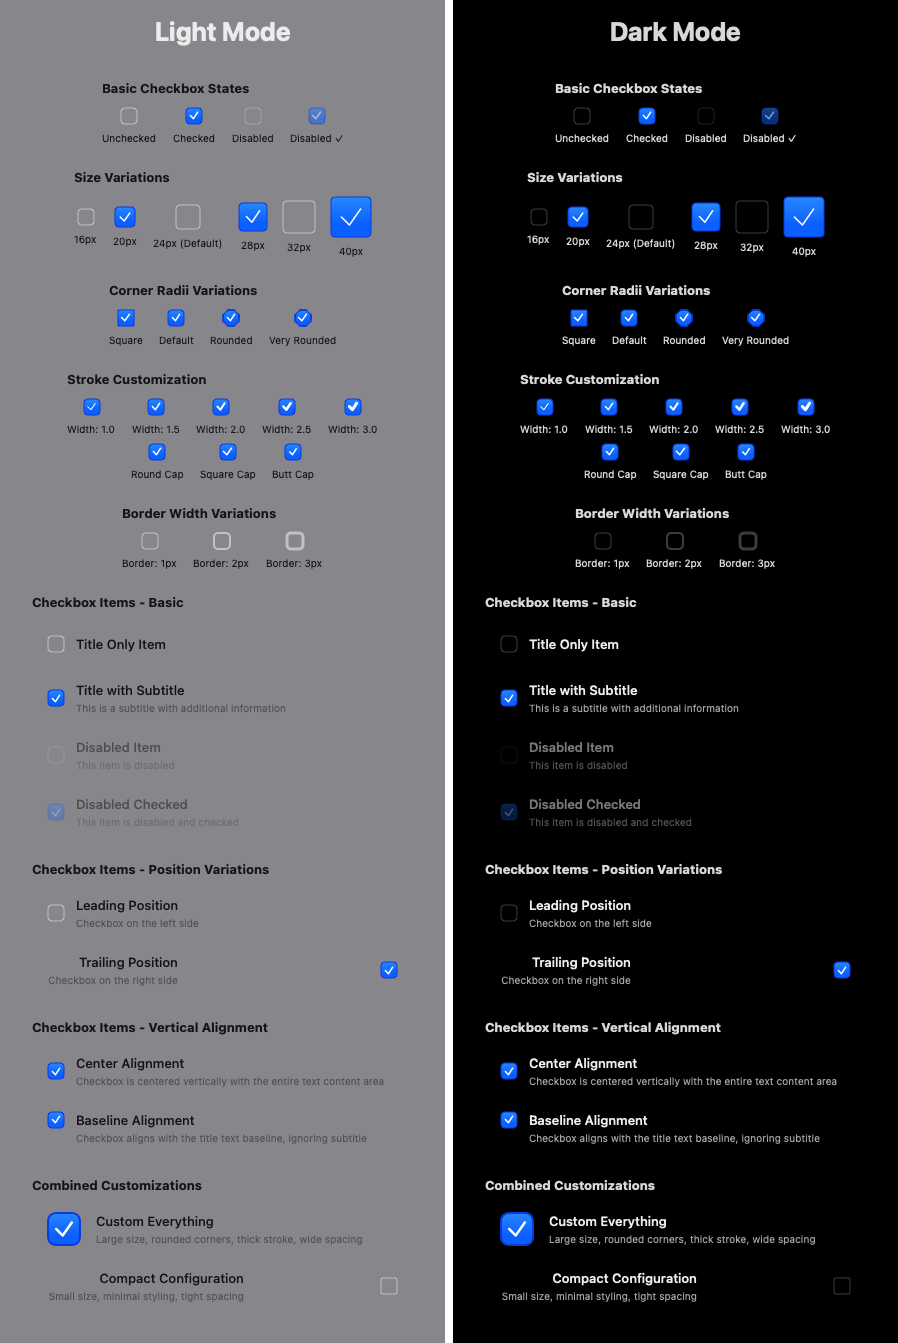 Light Mode
Basic Checkbox States
Unchecked Checked Disabled Disabled ✓
Size Variations
16px 20px 24px (Default) 28px 32px 40px
Corner Radii Variations
Square Default Rounded Very Rounded
Stroke Customization
Width: 1.0 Width: 1.5 Width: 2.0 Width: 2.5 Width: 3.0
Round Cap Square Cap Butt Cap
Border Width Variations
Border: 1px Border: 2px Border: 3px
Checkbox Items - Basic
Title Only Item
Title with Subtitle
This is a subtitle with additional information
Disabled Item
This item is disabled
Disabled Checked
This item is disabled and checked
Checkbox Items - Position Variations
Leading Position
Checkbox on the left side
Trailing Position
Checkbox on the right side
Checkbox Items - Vertical Alignment
Center Alignment
Checkbox is centered vertically with the entire text content area
Baseline Alignment
Checkbox aligns with the title text baseline, ignoring subtitle
Combined Customizations
Custom Everything
Large size, rounded corners, thick stroke, wide spacing
Compact Configuration
Small size, minimal styling, tight spacing
Dark Mode
Basic Checkbox States
Unchecked Checked Disabled Disabled ✓
Size Variations
16px 20px 24px (Default) 28px 32px 40px
Corner Radii Variations
Square Default Rounded Very Rounded
Stroke Customization
Width: 1.0 Width: 1.5 Width: 2.0 Width: 2.5 Width: 3.0
Round Cap Square Cap Butt Cap
Border Width Variations
Border: 1px Border: 2px Border: 3px
Checkbox Items - Basic
Title Only Item
Title with Subtitle
This is a subtitle with additional information
Disabled Item
This item is disabled
Disabled Checked
This item is disabled and checked
Checkbox Items - Position Variations
Leading Position
Checkbox on the left side
Trailing Position
Checkbox on the right side
Checkbox Items - Vertical Alignment
Center Alignment
Checkbox is centered vertically with the entire text content area
Baseline Alignment
Checkbox aligns with the title text baseline, ignoring subtitle
Combined Customizations
Custom Everything
Large size, rounded corners, thick stroke, wide spacing
Compact Configuration
Small size, minimal styling, tight spacing